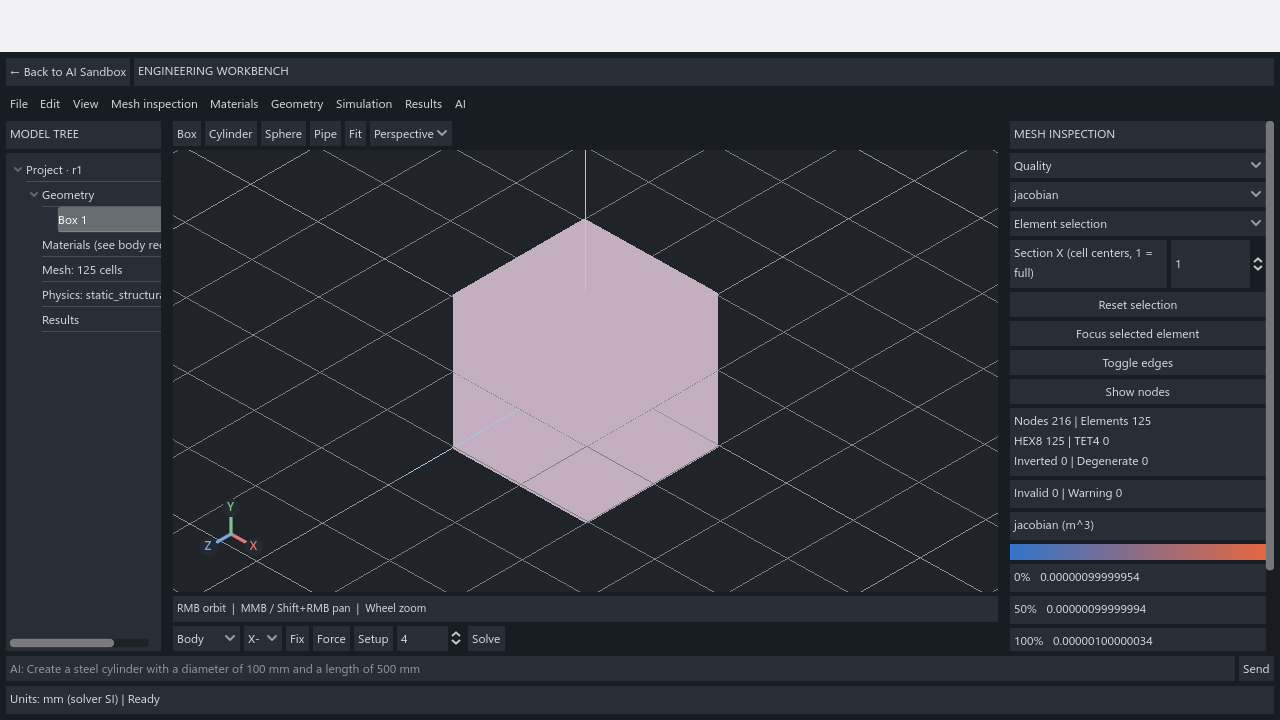 ← Back to AI Sandbox
ENGINEERING WORKBENCH
File Edit View Mesh inspection Materials Geometry Simulation Results AI
MODEL TREE
Project · r1
Geometry
Box 1
Materials (see body
Mesh: 125 cells
Physics: static_structura
Results
Box Cylinder Sphere Pipe Fit Perspective
Y
Z
X
RMB orbit | MMB / Shift+RMB pan | Wheel zoom
Body X- Fix Force Setup 4 Solve
MESH INSPECTION
Quality
jacobian
Element selection
Section X (cell centers, 1 =
full)
1
Reset selection
Focus selected element
Toggle edges
Show nodes
Nodes 216 | Elements 125
HEX8 125 | TET4 0
Inverted 0 | Degenerate 0
Invalid 0 | Warning 0
jacobian (m^3)
0% 0.00000099999954
50% 0.00000099999994
100% 0.00000100000034
AI: Create a steel cylinder with a diameter of 100 mm and a length of 500 mm
Send
Units: mm (solver SI) | Ready